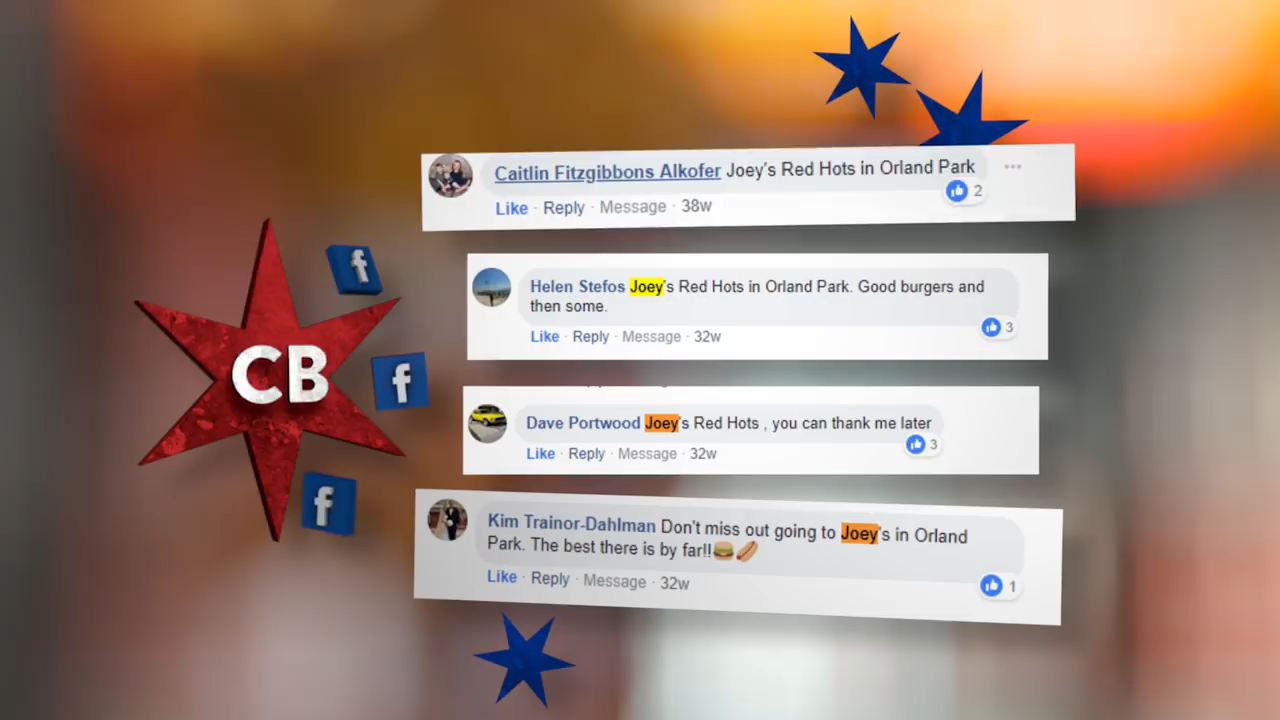 Caitlin Fitzgibbons Alkofer Joey's Red Hots in Orland Park
2
Like · Reply · Message · 38w
f
Helen Stefos Joey's Red Hots in Orland Park. Good burgers and
then some.
3
Like · Reply · Message · 32w
CB
f
Dave Portwood Joey's Red Hots , you can thank me later
3
Like · Reply · Message · 32w
f
Kim Trainor-Dahlman Don't miss out going to Joey's in Orland
Park. The best there is by far!!🍔🌭
Like · Reply · Message · 32w
1